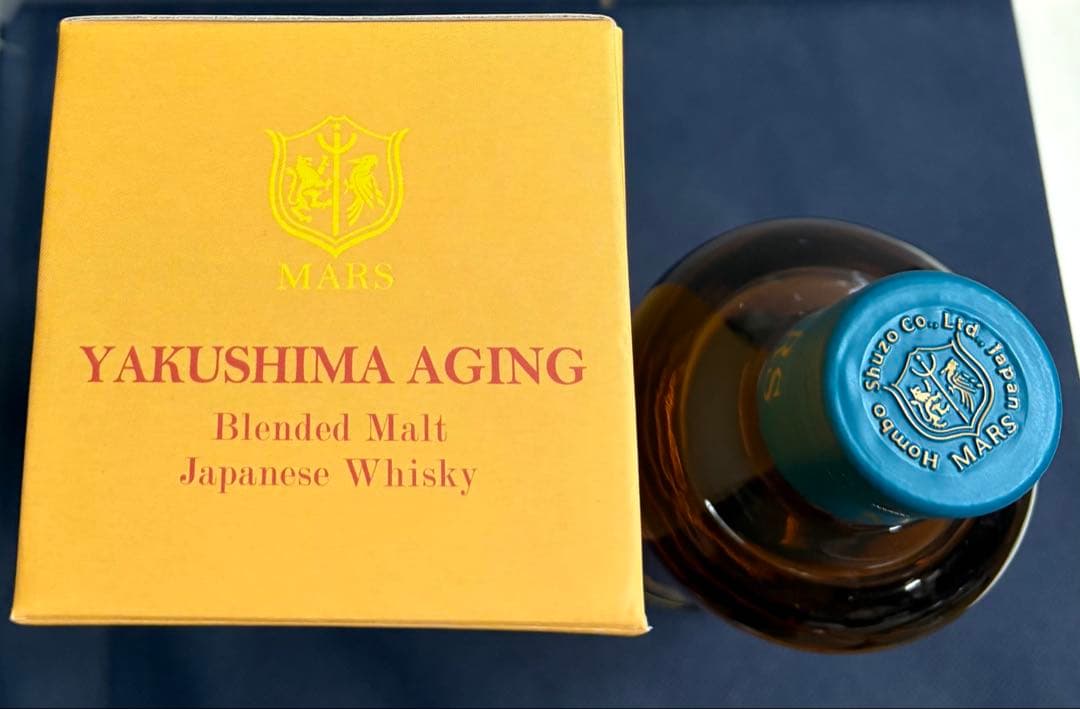 MARS
YAKUSHIMA AGING
Blended Malt
Japanese Whisky
Hombo Shuzo Co., Ltd., Japan
MARS